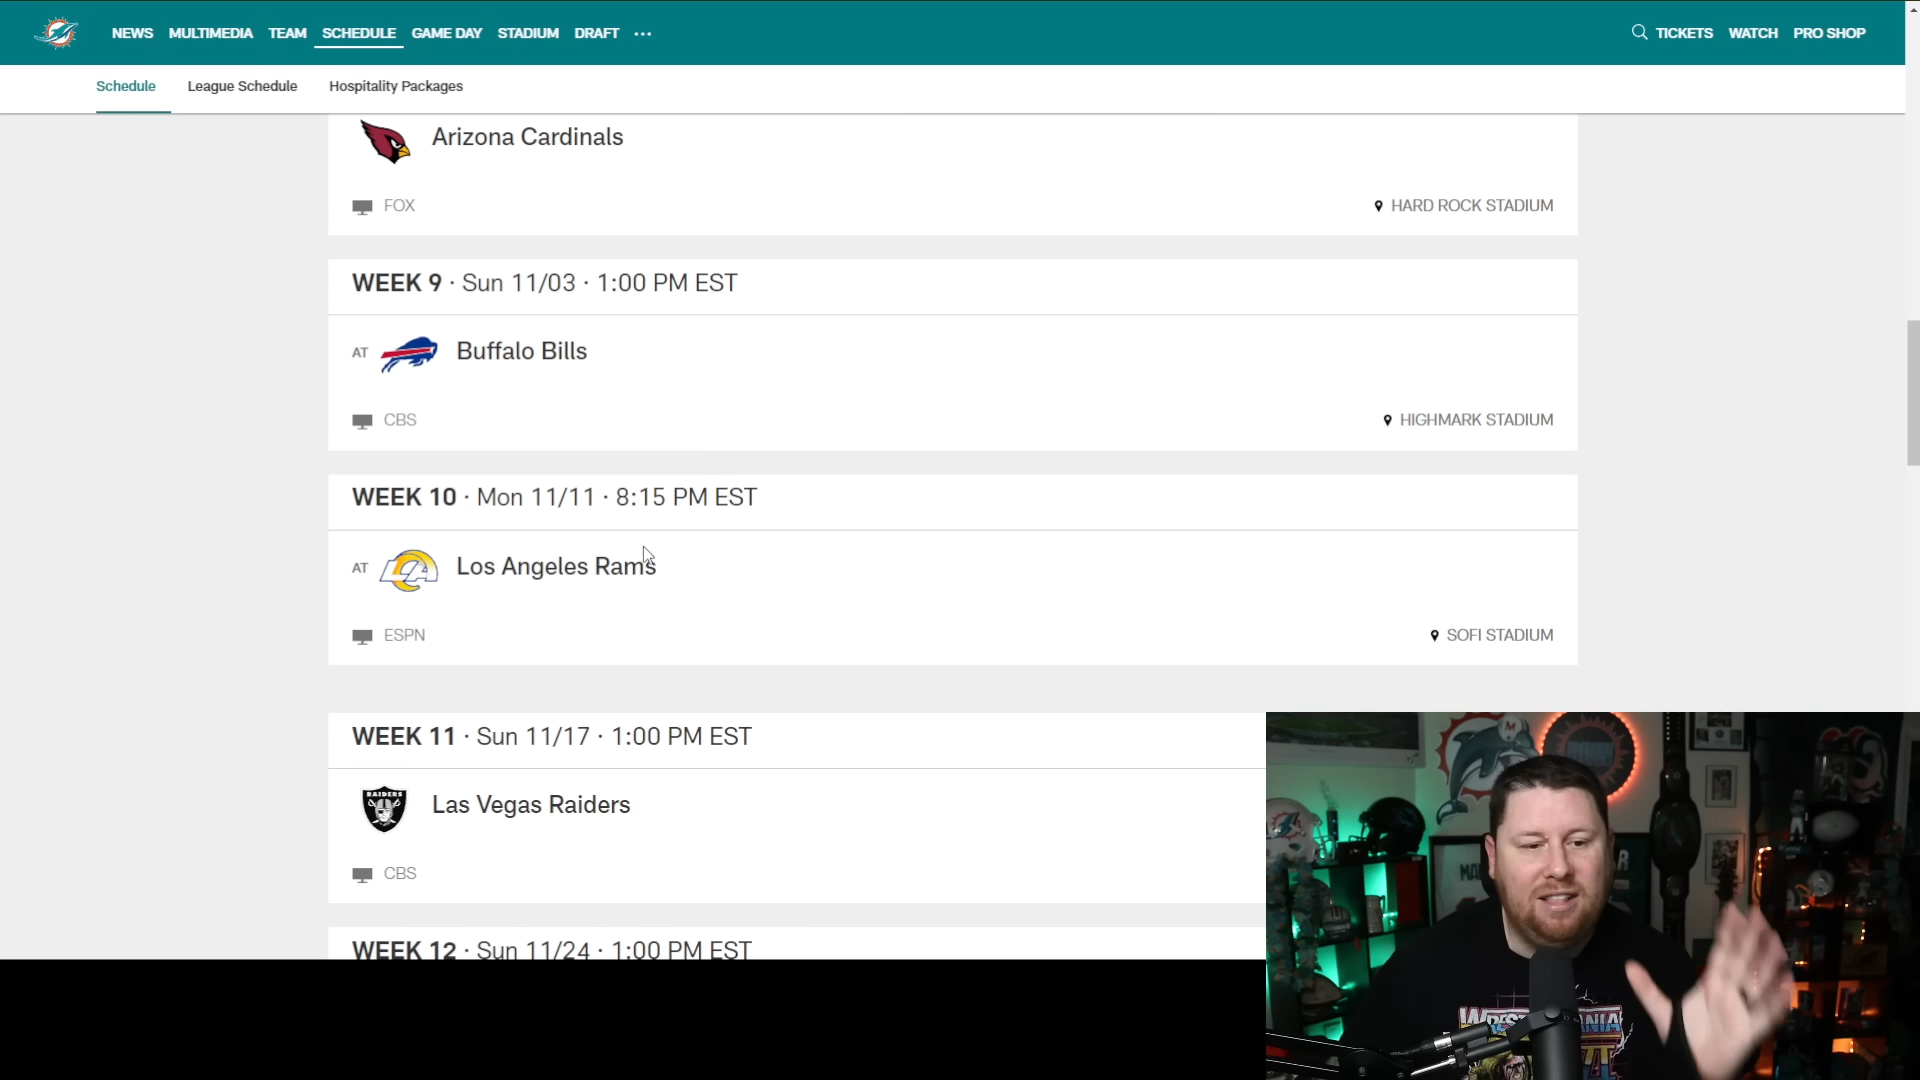 NEWS MULTIMEDIA TEAM SCHEDULE GAME DAY STADIUM DRAFT ··· TICKETS WATCH PRO SHOP
Schedule League Schedule Hospitality Packages
Arizona Cardinals
FOX HARD ROCK STADIUM
WEEK 9 · Sun 11/03 · 1:00 PM EST
AT Buffalo Bills
CBS HIGHMARK STADIUM
WEEK 10 · Mon 11/11 · 8:15 PM EST
AT LA Los Angeles Rams
ESPN SOFI STADIUM
WEEK 11 · Sun 11/17 · 1:00 PM EST
RAIDERS Las Vegas Raiders
CBS
WEEK 12 · Sun 11/24 · 1:00 PM EST